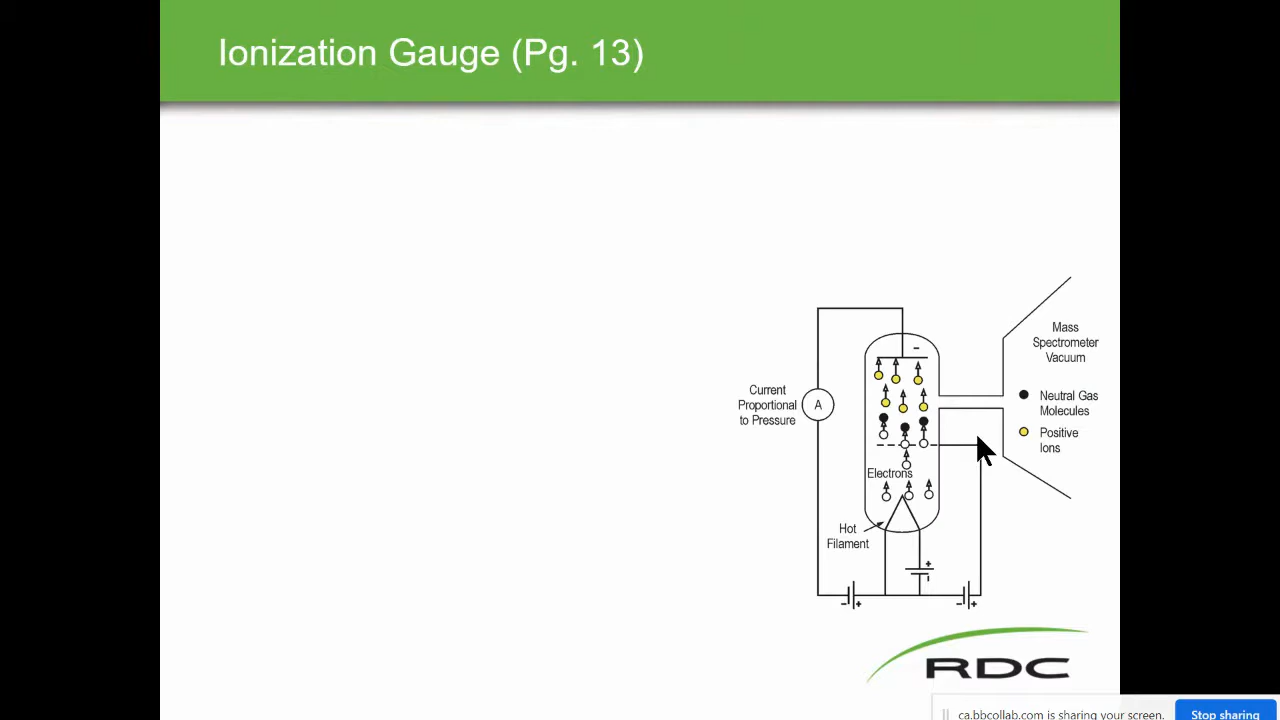 Ionization Gauge (Pg. 13)
Mass
Spectrometer
Vacuum
Neutral Gas
Molecules
Positive
Ions
Current
Proportional
to Pressure
A
-
Electrons
Hot
Filament
+
-
- +
- +
RDC
ca.bbcollab.com is sharing your screen.
Stop sharing